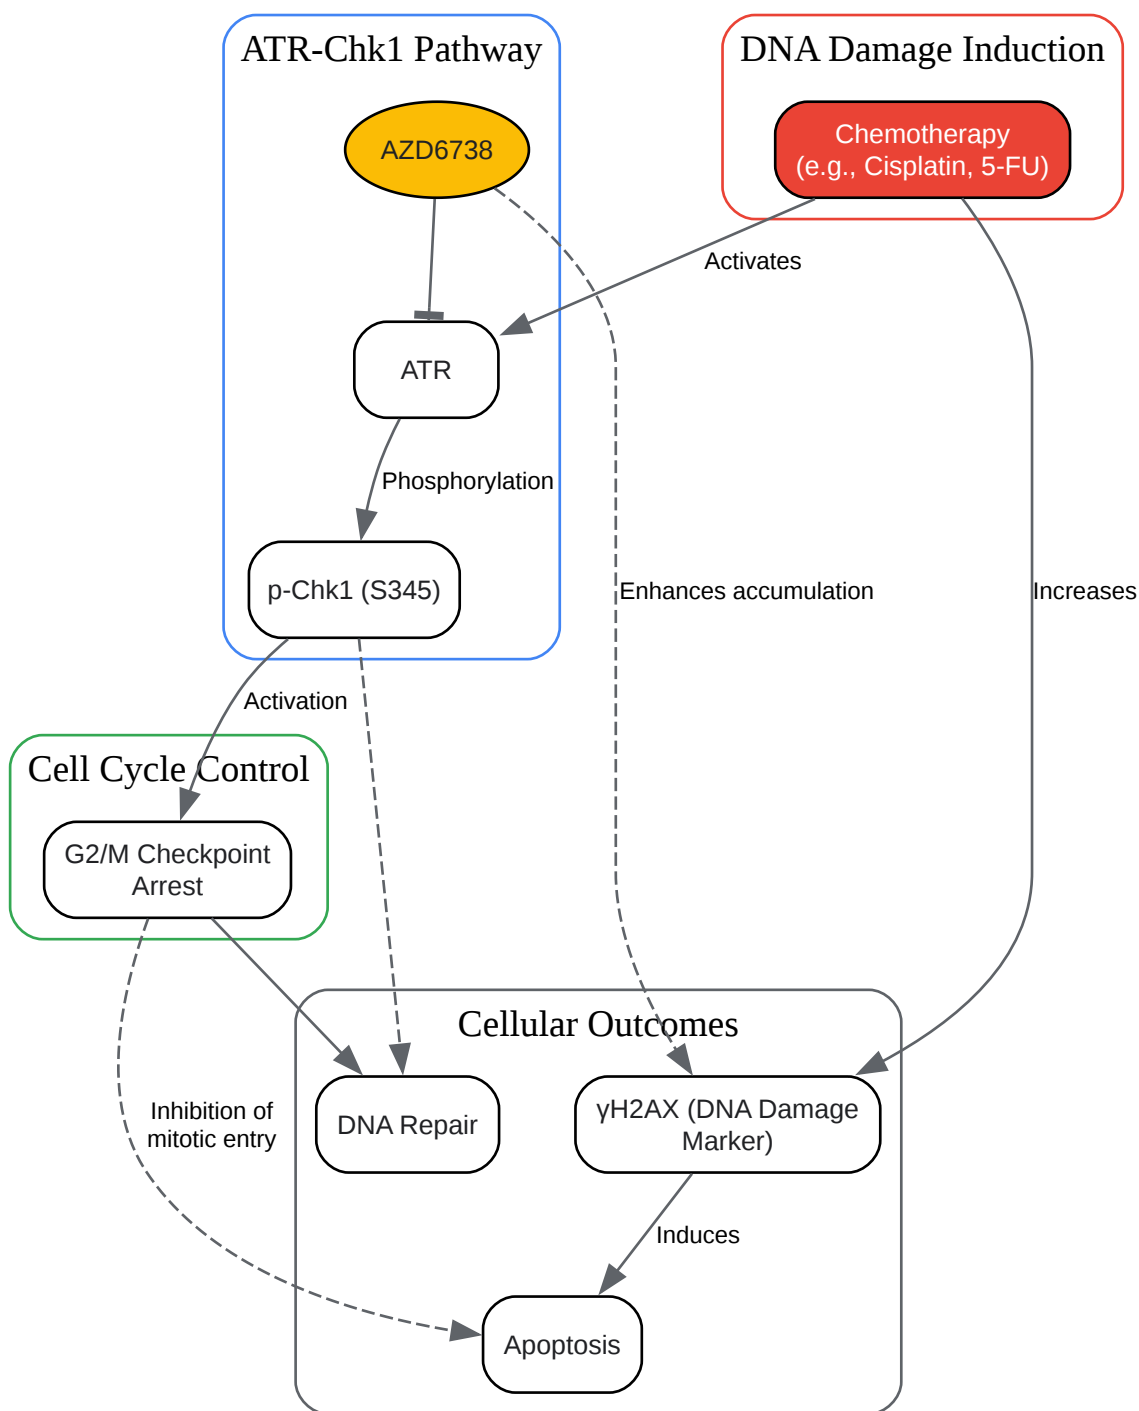 ATR-Chk1 Pathway
DNA Damage Induction
AZD6738
Chemotherapy
(e.g., Cisplatin, 5-FU)
Activates
ATR
Phosphorylation
p-Chk1 (S345)
Enhances accumulation
Increases
Activation
Cell Cycle Control
G2/M Checkpoint
Arrest
Cellular Outcomes
Inhibition of
mitotic entry
DNA Repair
γH2AX (DNA Damage
Marker)
Induces
Apoptosis